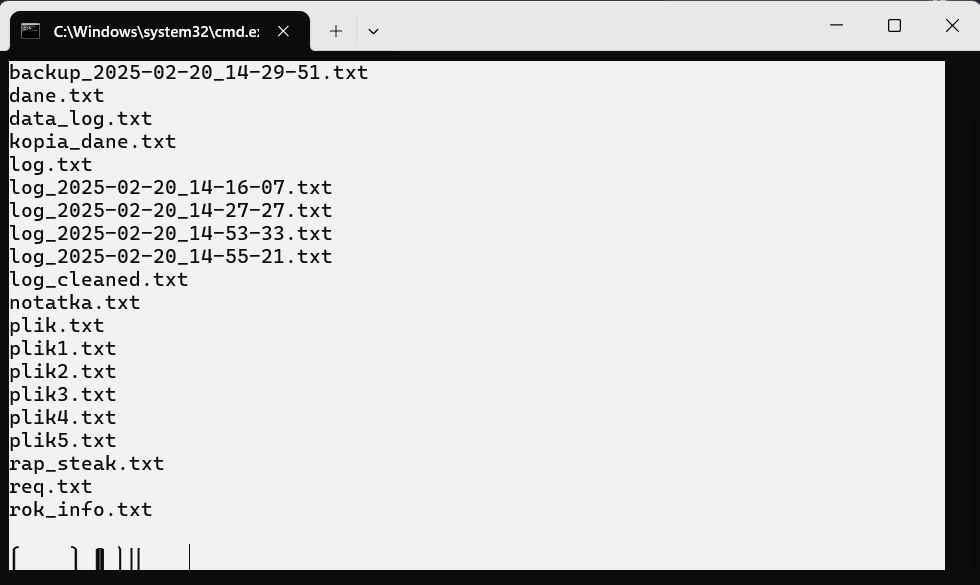 C:\Windows\system32\cmd.e
backup_2025-02-20_14-29-51.txt
dane.txt
data_log.txt
kopia_dane.txt
log.txt
log_2025-02-20_14-16-07.txt
log_2025-02-20_14-27-27.txt
log_2025-02-20_14-53-33.txt
log_2025-02-20_14-55-21.txt
log_cleaned.txt
notatka.txt
plik.txt
plik1.txt
plik2.txt
plik3.txt
plik4.txt
plik5.txt
rap_steak.txt
req.txt
rok_info.txt